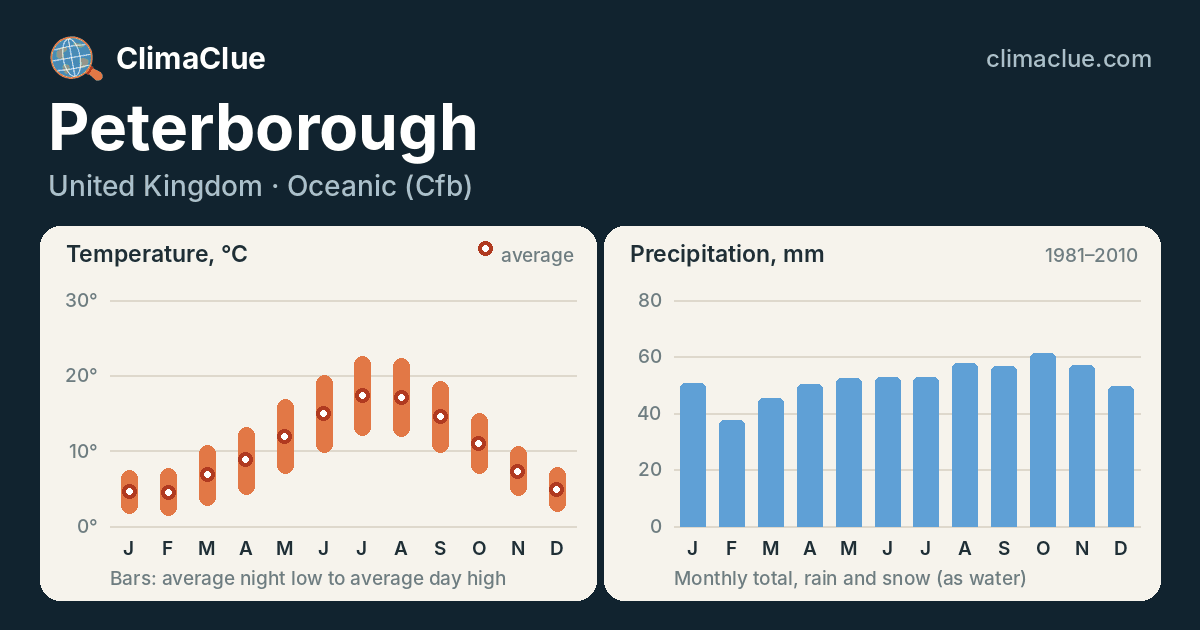 ClimaClue
climaclue.com
Peterborough
United Kingdom · Oceanic (Cfb)
Temperature, °C
average
30°
20°
10°
0°
J F M A M J J A S O N D
Bars: average night low to average day high
Precipitation, mm
1981–2010
80
60
40
20
0
J F M A M J J A S O N D
Monthly total, rain and snow (as water)